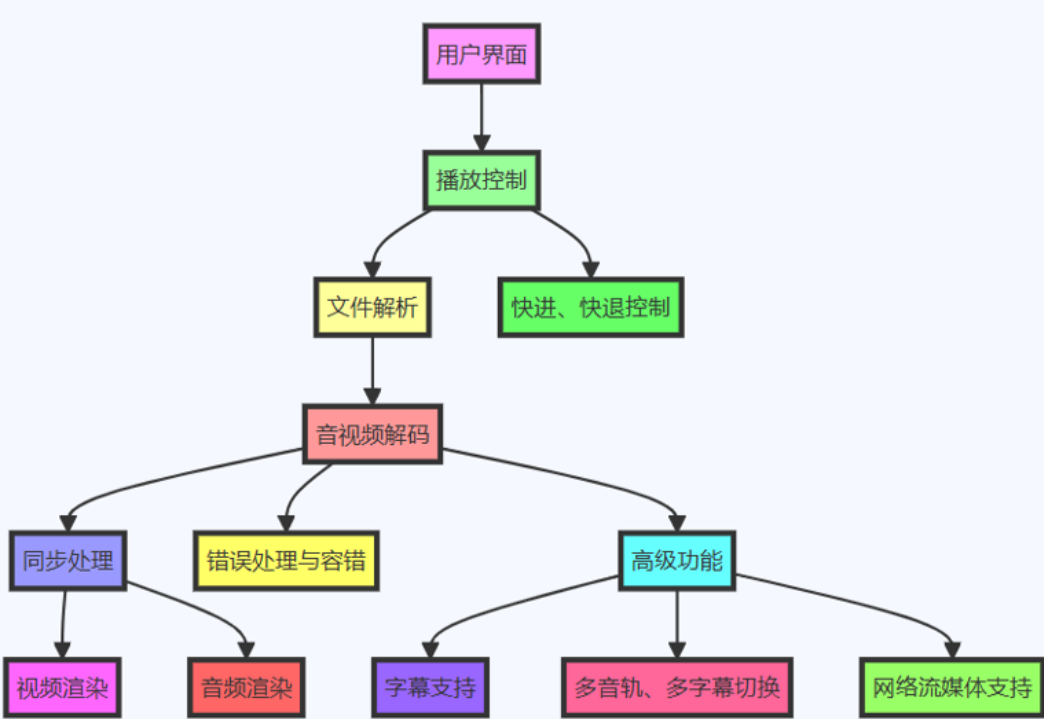 用户界面
播放控制
文件解析
快进、快退控制
音视频解码
同步处理
错误处理与容错
高级功能
视频渲染
音频渲染
字幕支持
多音轨、多字幕切换
网络流媒体支持